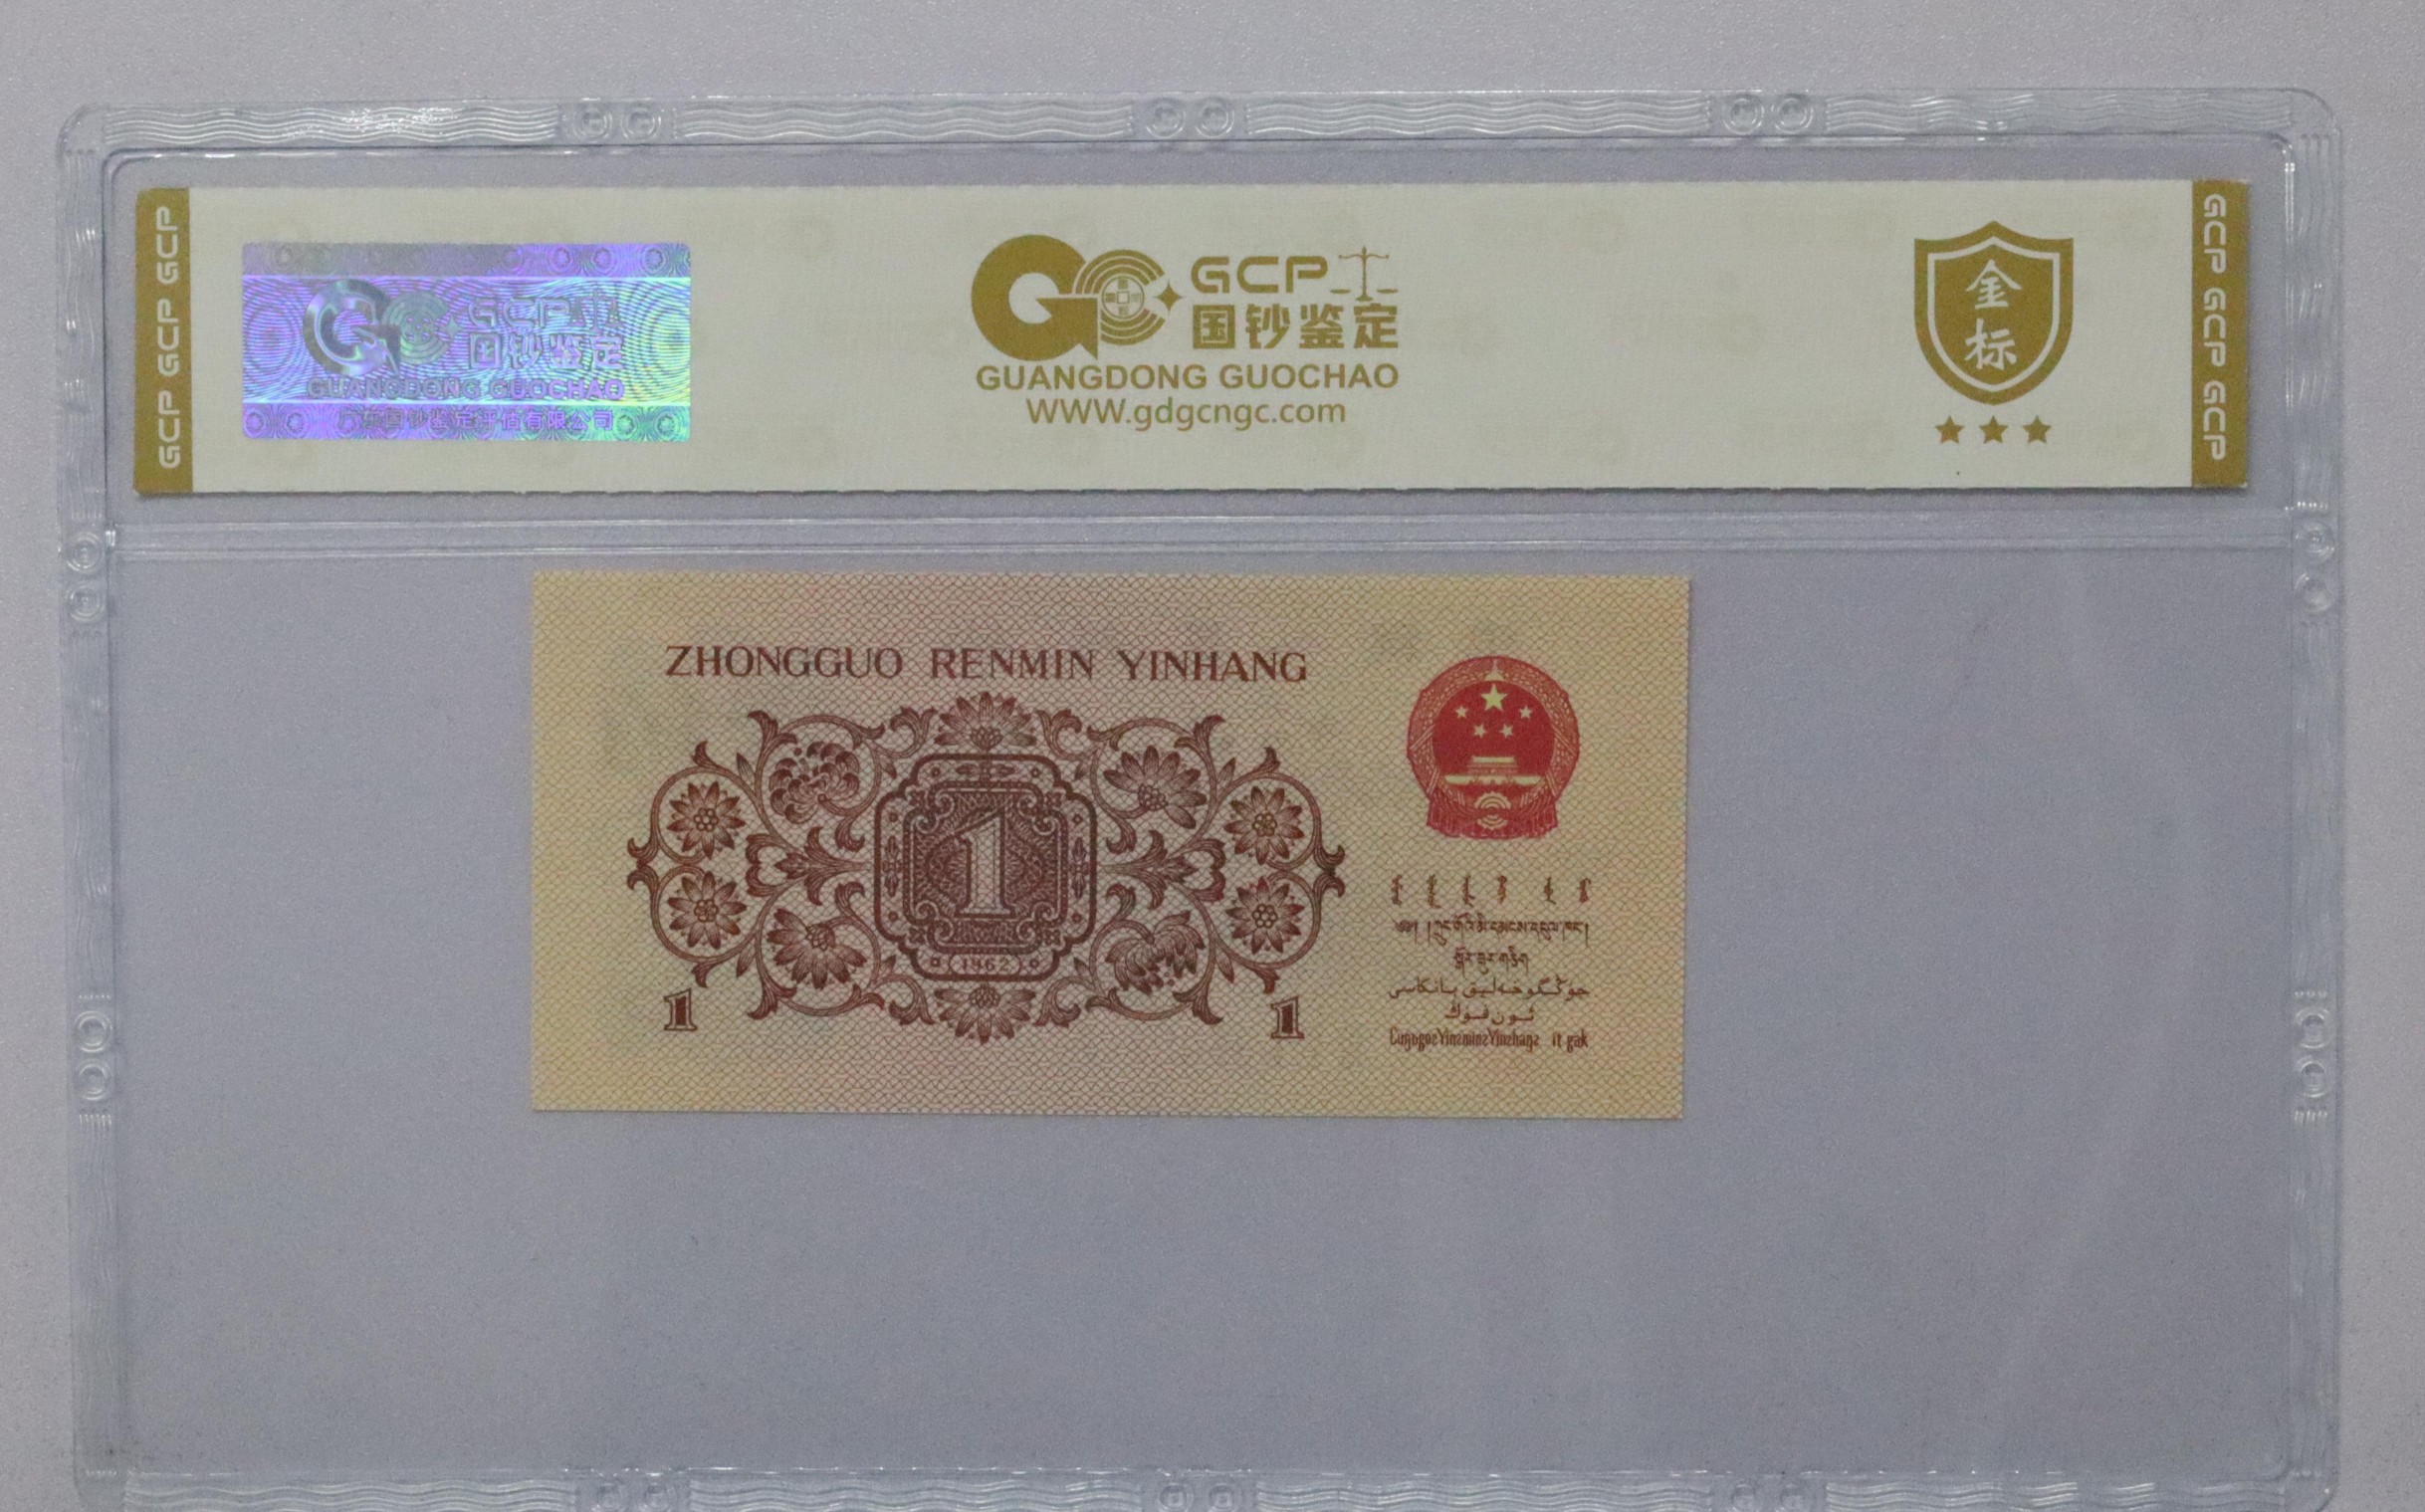 GCP GCP GCP
GCP
国钞鉴定
GUANGDONG GUOCHAO
广东国钞鉴定评估有限公司
GCP
国钞鉴定
GUANGDONG GUOCHAO
WWW.gdgcngc.com
金
标
GCP GCP GCP
ZHONGGUO RENMIN YINHANG
1
(1962)
1
1